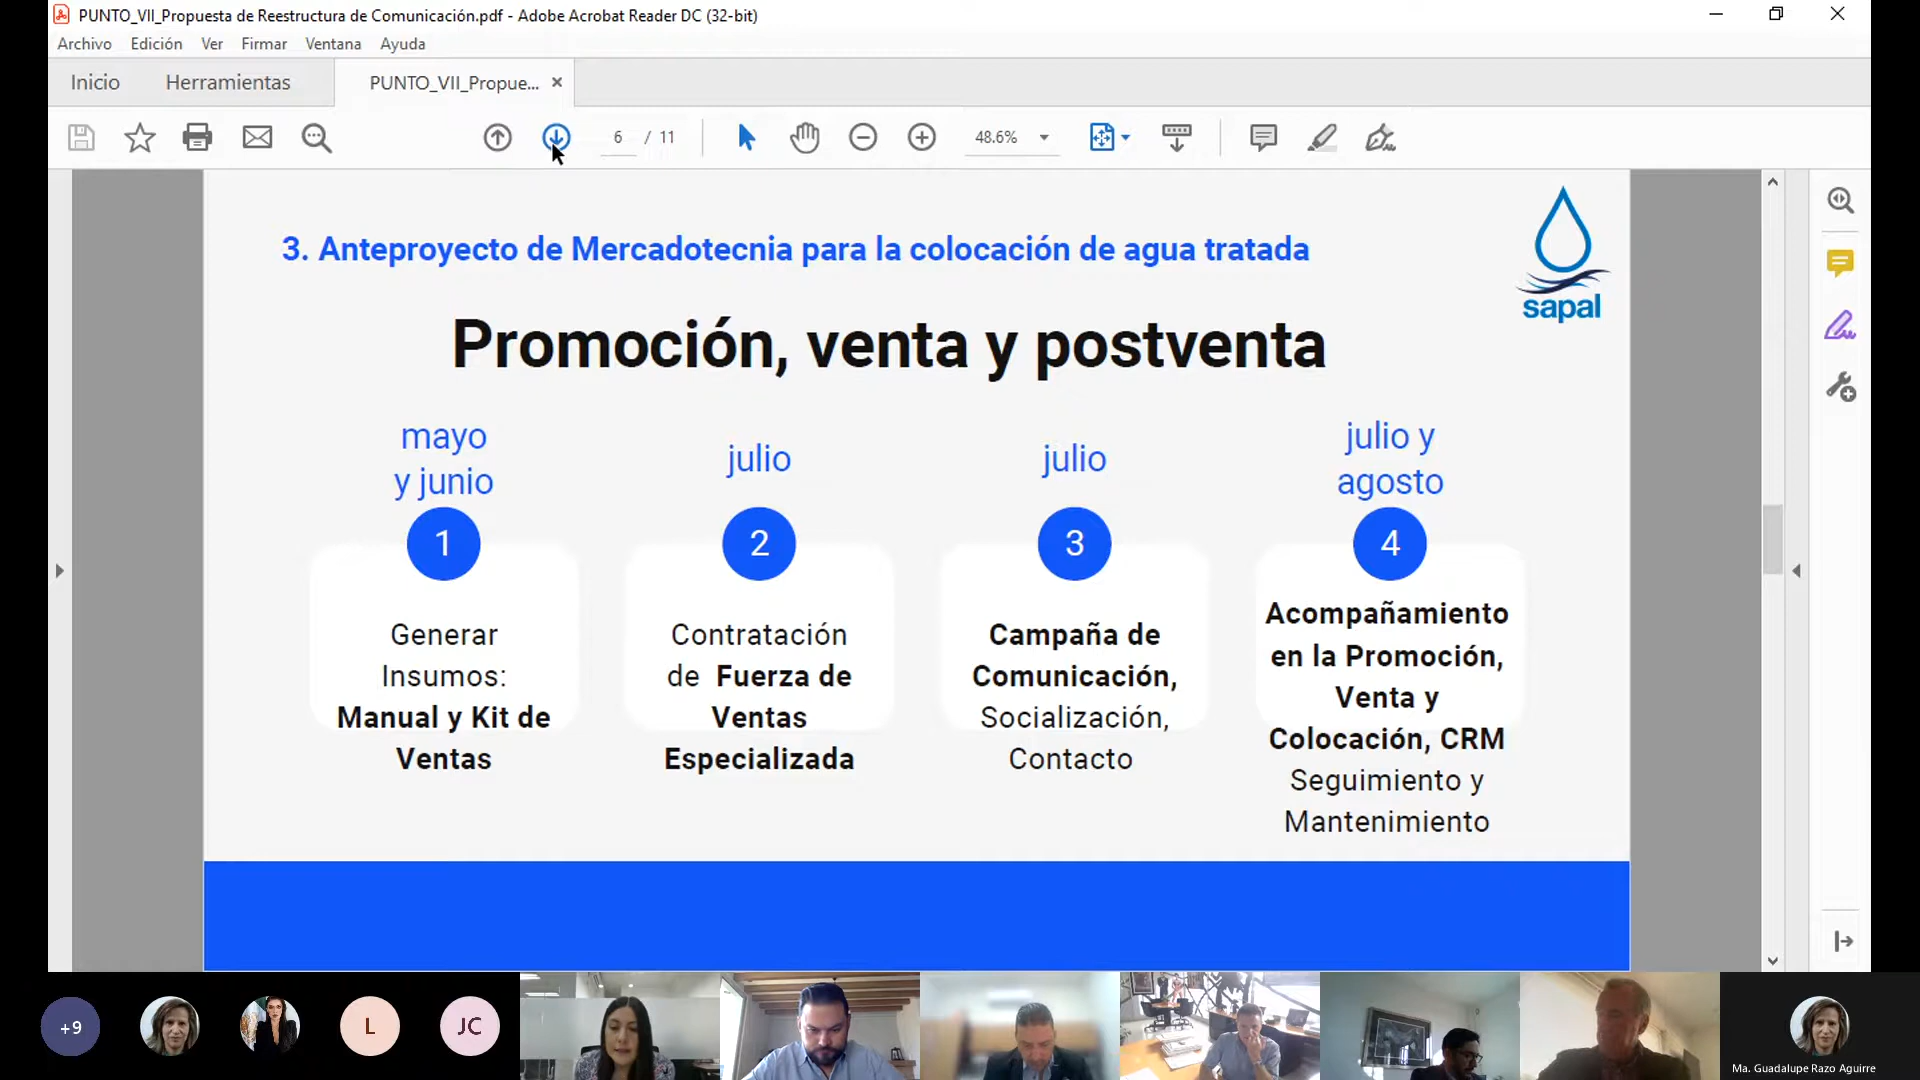 PUNTO_VII_Propuesta de Reestructura de Comunicación.pdf - Adobe Acrobat Reader DC (32-bit)
Archivo Edición Ver Firmar Ventana Ayuda
Inicio Herramientas PUNTO_VII_Propue... ×
6 / 11 48.6%
3. Anteproyecto de Mercadotecnia para la colocación de agua tratada
sapal
Promoción, venta y postventa
mayo
y junio
1
Generar
Insumos:
Manual y Kit de
Ventas
julio
2
Contratación
de Fuerza de
Ventas
Especializada
julio
3
Campaña de
Comunicación,
Socialización,
Contacto
julio y
agosto
4
Acompañamiento
en la Promoción,
Venta y
Colocación, CRM
Seguimiento y
Mantenimiento
+9 L JC
Ma. Guadalupe Razo Aguirre